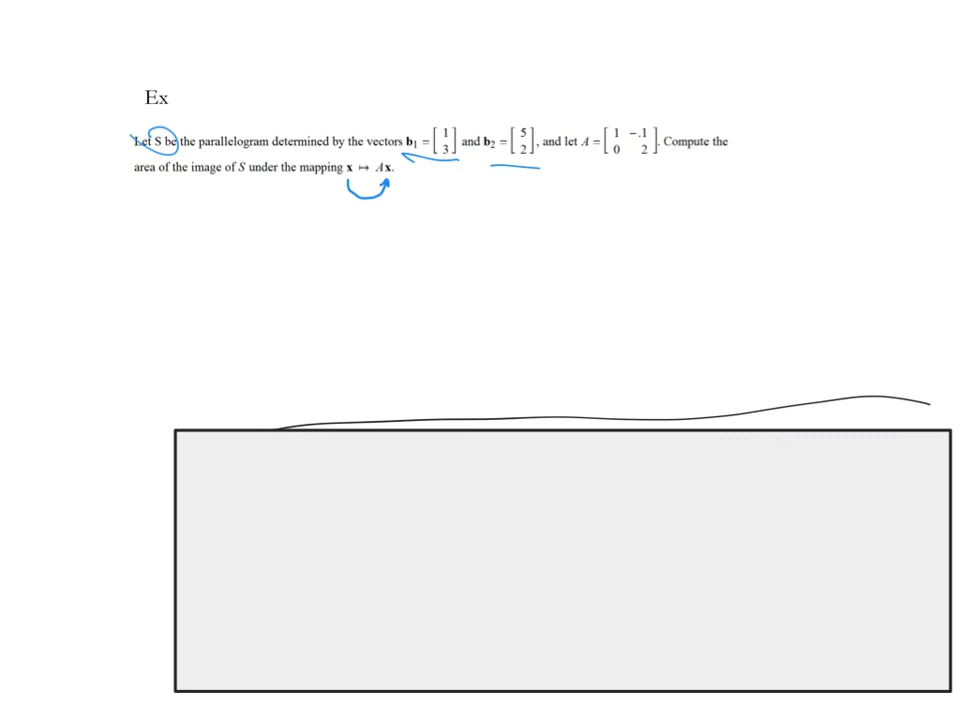 Ex
Let S be the parallelogram determined by the vectors b₁ = [1 3] and b₂ = [5 2], and let A = [1 −.1 0 2]. Compute the
area of the image of S under the mapping x ↦ Ax.